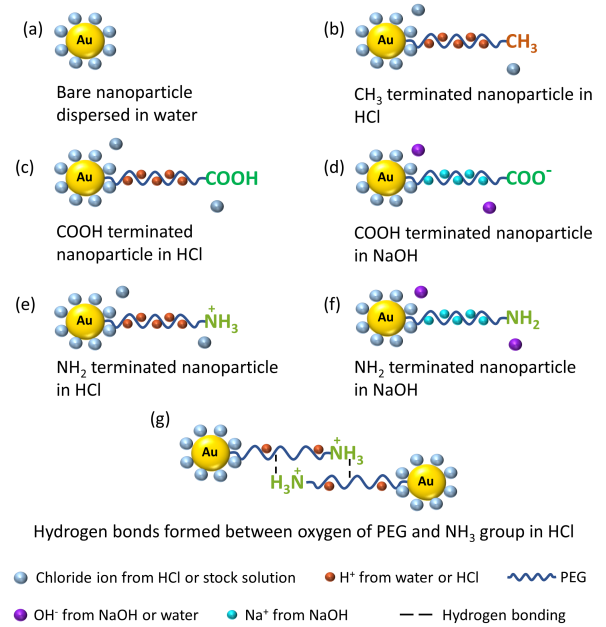 (a)
Au
Bare nanoparticle
dispersed in water
(b)
Au
CH₃
CH₃ terminated nanoparticle in
HCl
(c)
Au
COOH
COOH terminated
nanoparticle in HCl
(d)
Au
COO⁻
COOH terminated nanoparticle
in NaOH
(e)
Au
+
NH₃
NH₂ terminated nanoparticle
in HCl
(f)
Au
NH₂
NH₂ terminated nanoparticle
in NaOH
(g)
Au
+
NH₃
+
H₃N
Au
Hydrogen bonds formed between oxygen of PEG and NH₃ group in HCl
Chloride ion from HCl or stock solution
H⁺ from water or HCl
PEG
OH⁻ from NaOH or water
Na⁺ from NaOH
Hydrogen bonding